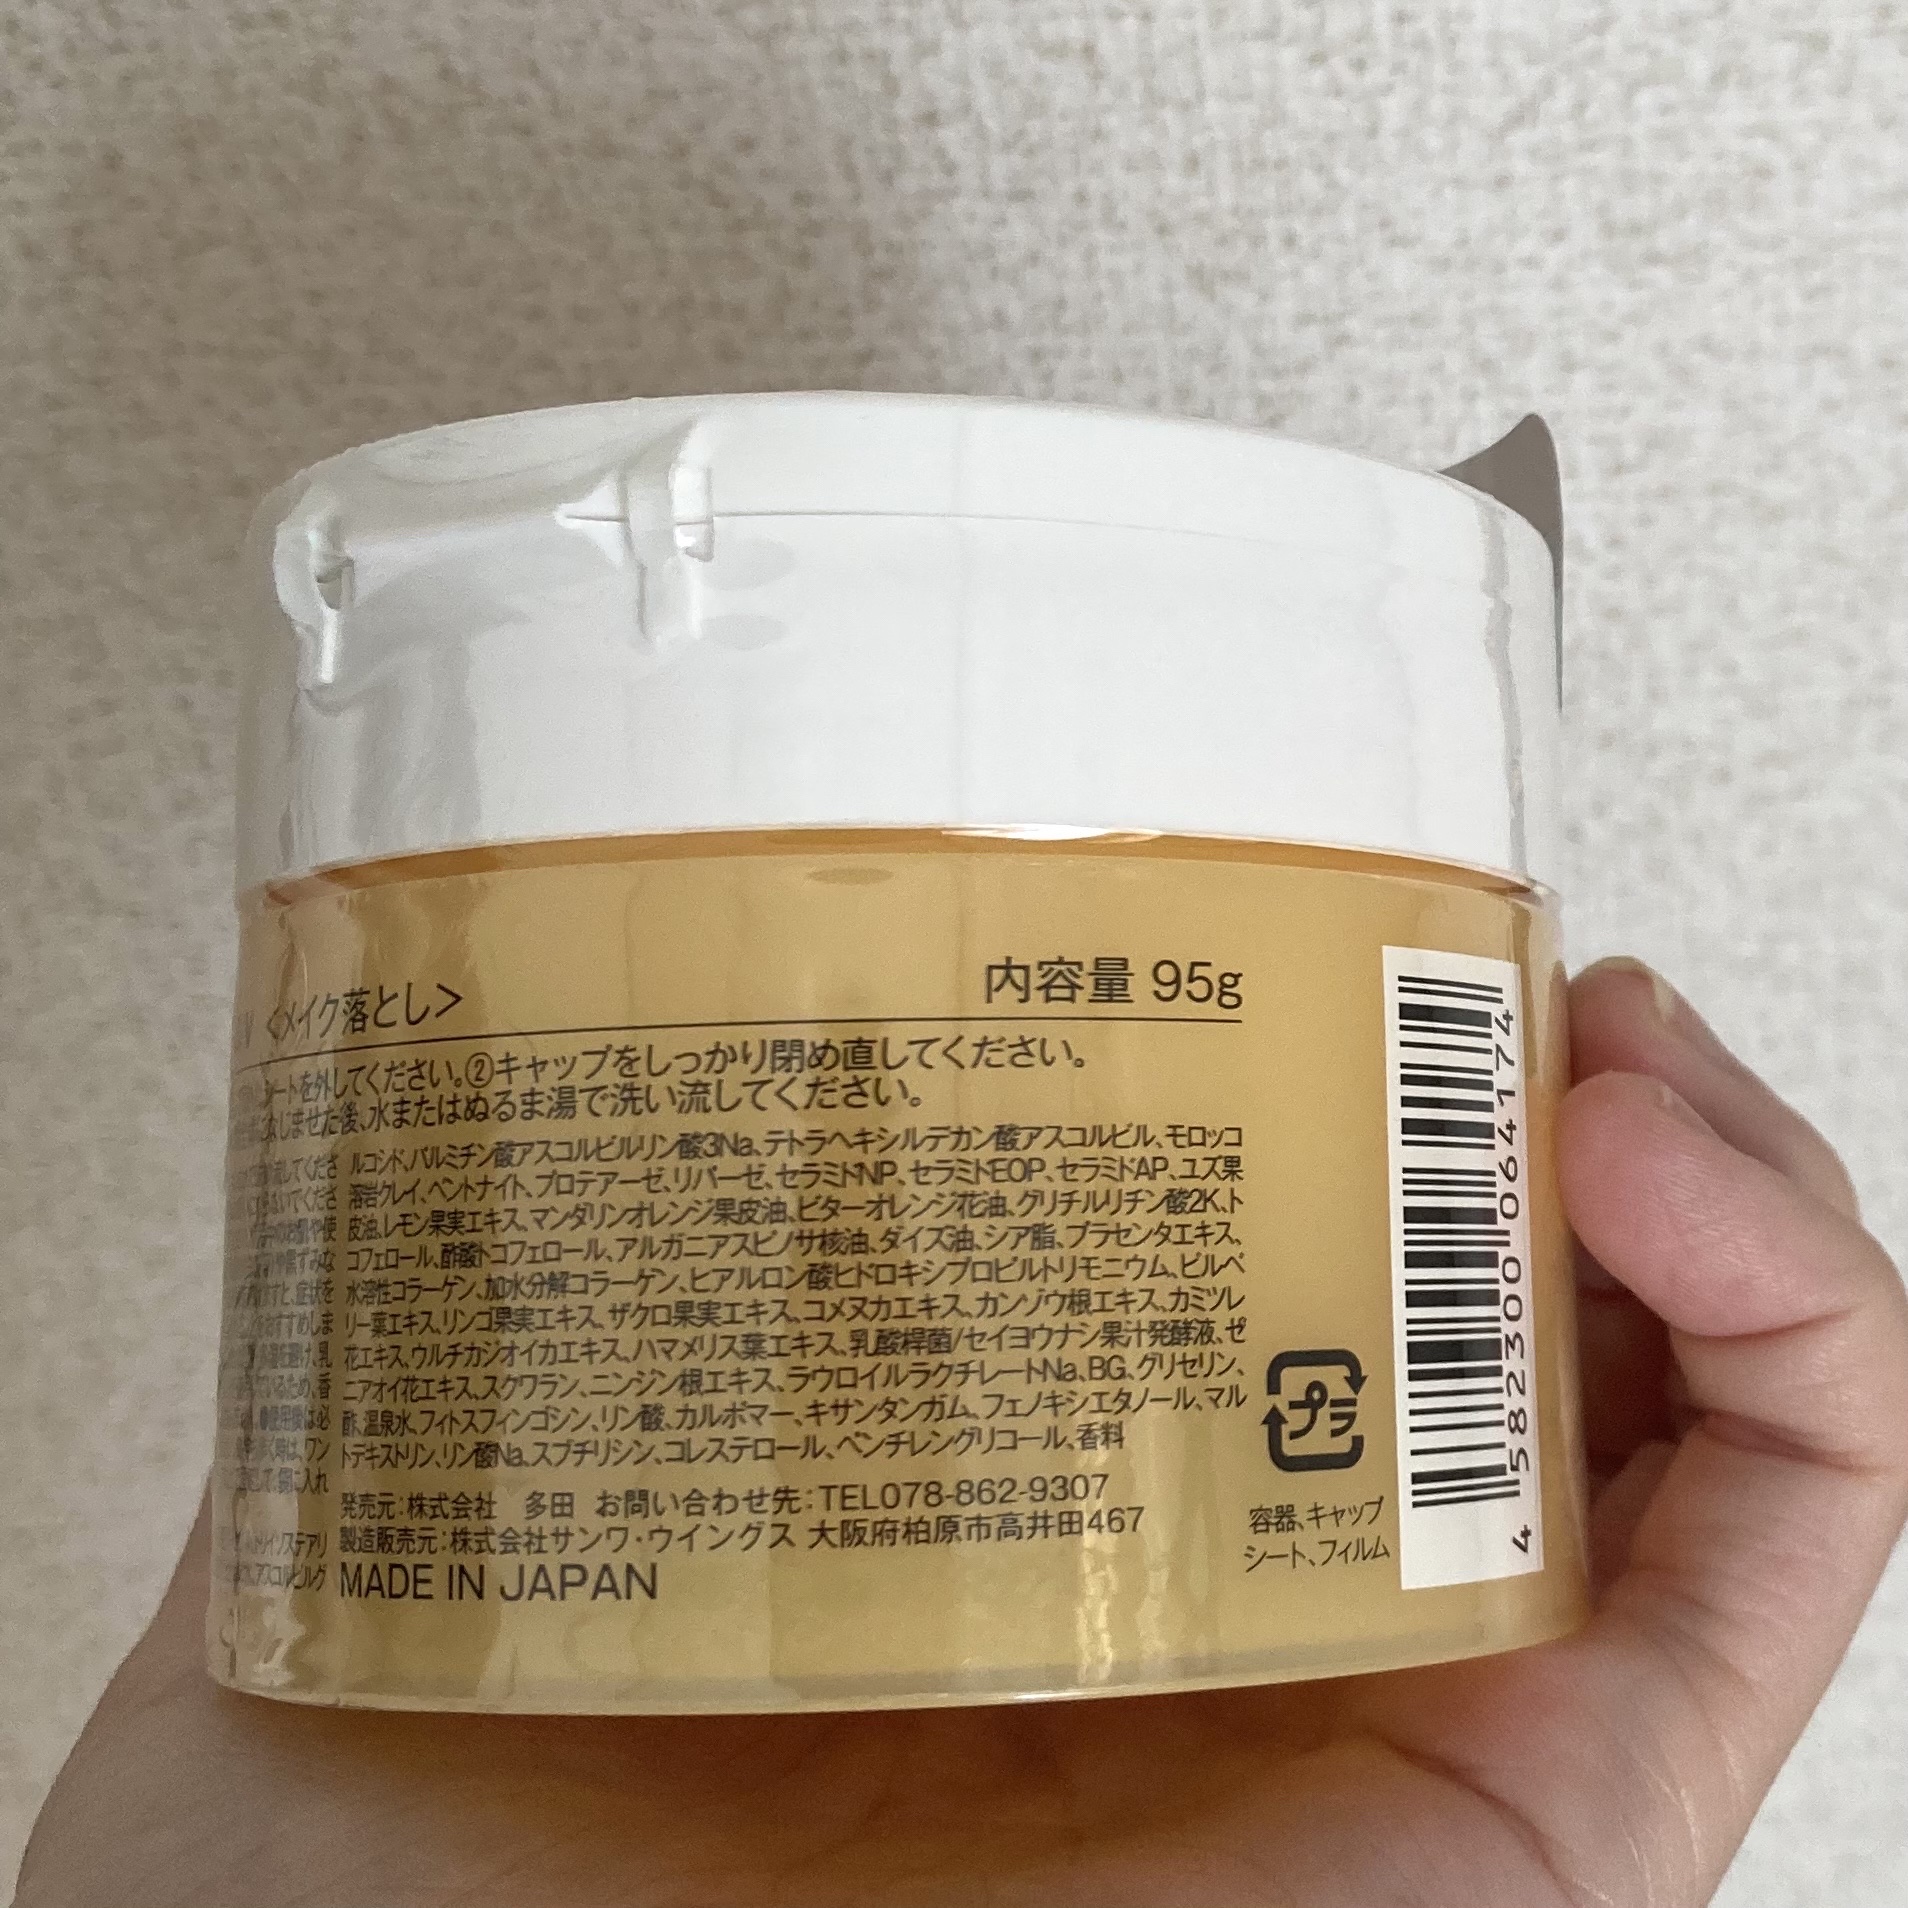 <メイク落とし>
内容量 95g
シートを外してください。②キャップをしっかり閉め直してください。
なじませた後、水またはぬるま湯で洗い流してください。
ルコシド、パルミチン酸アスコルビルリン酸3Na、テトラヘキシルデカン酸アスコルビル、モロッコ
溶岩クレイ、ベントナイト、プロテアーゼ、リパーゼ、セラミドNP、セラミドEOP、セラミドAP、ユズ果
皮油、レモン果実エキス、マンダリンオレンジ果皮油、ビターオレンジ花油、グリチルリチン酸2K、ト
コフェロール、酢酸トコフェロール、アルガニアスピノサ核油、ダイズ油、シア脂、プラセンタエキス、
水溶性コラーゲン、加水分解コラーゲン、ヒアルロン酸ヒドロキシプロピルトリモニウム、ビルベ
リー葉エキス、リンゴ果実エキス、ザクロ果実エキス、コメヌカエキス、カンゾウ根エキス、カミツレ
花エキス、ウルチカジオイカエキス、ハマメリス葉エキス、乳酸桿菌/セイヨウナシ果汁発酵液、ゼ
ニアオイ花エキス、スクワラン、ニンジン根エキス、ラウロイルラクチレートNa、BG、グリセリン、
酢、温泉水、フィトスフィンゴシン、リン酸、カルボマー、キサンタンガム、フェノキシエタノール、マル
トデキストリン、リン酸Na、スブチリシン、コレステロール、ペンチレングリコール、香料
発売元:株式会社 多田 お問い合わせ先:TEL078-862-9307
製造販売元:株式会社サンワ・ウイングス 大阪府柏原市高井田467
MADE IN JAPAN
プラ
容器、キャップ
シート、フィルム
4 582300 064174